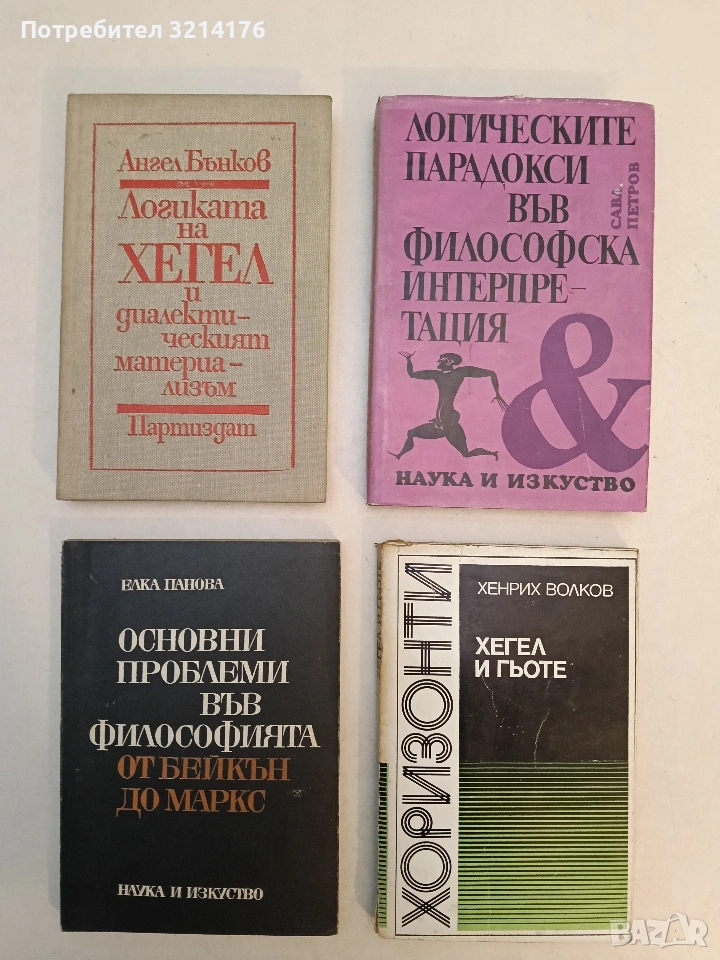 Потребител 3214176
Ангел Бънков
Логиката
на
ХЕГЕЛ
и
диалекти-
ческият
материа-
лизъм
Партиздат
ЛОГИЧЕСКИТЕ
ПАРАДОКСИ
ВЪВ
ФИЛОСОФСКА
ИНТЕРПРЕ-
ТАЦИЯ
САВА
ПЕТРОВ
&
НАУКА И ИЗКУСТВО
ЕЛКА ПАНОВА
ОСНОВНИ
ПРОБЛЕМИ
ВЪВ
ФИЛОСОФИЯТА
ОТ БЕЙКЪН
ДО МАРКС
НАУКА И ИЗКУСТВО
ХОРИЗОНТИ
ХЕНРИХ ВОЛКОВ
ХЕГЕЛ
И ГЬОТЕ
BAZAR